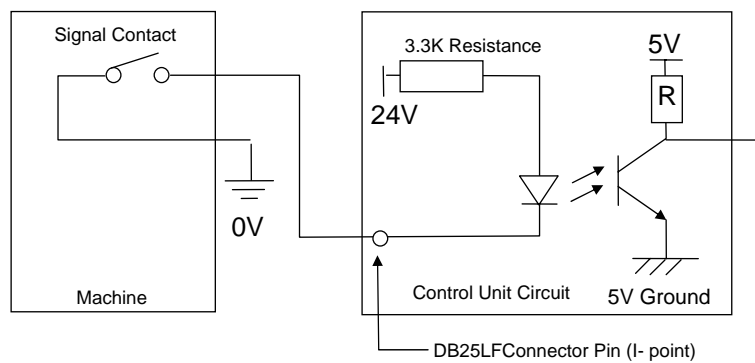 Signal Contact
0V
Machine
3.3K Resistance
24V
5V
R
Control Unit Circuit
5V Ground
DB25LFConnector Pin (I- point)